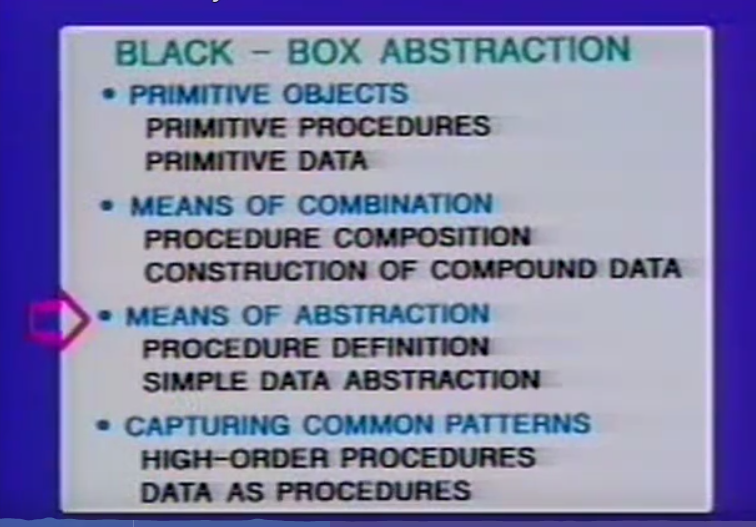 BLACK - BOX ABSTRACTION
• PRIMITIVE OBJECTS
PRIMITIVE PROCEDURES
PRIMITIVE DATA
• MEANS OF COMBINATION
PROCEDURE COMPOSITION
CONSTRUCTION OF COMPOUND DATA
• MEANS OF ABSTRACTION
PROCEDURE DEFINITION
SIMPLE DATA ABSTRACTION
• CAPTURING COMMON PATTERNS
HIGH-ORDER PROCEDURES
DATA AS PROCEDURES